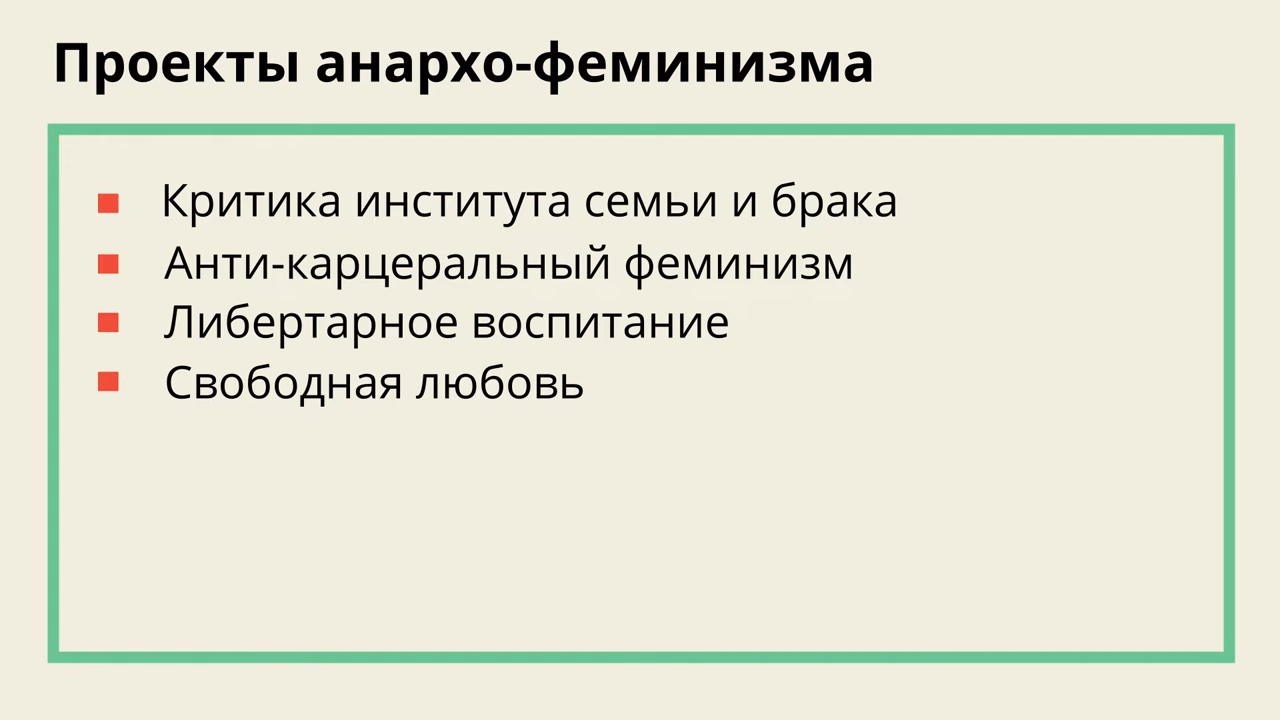 Проекты анархо-феминизма
Критика института семьи и брака
Анти-карцеральный феминизм
Либертарное воспитание
Свободная любовь